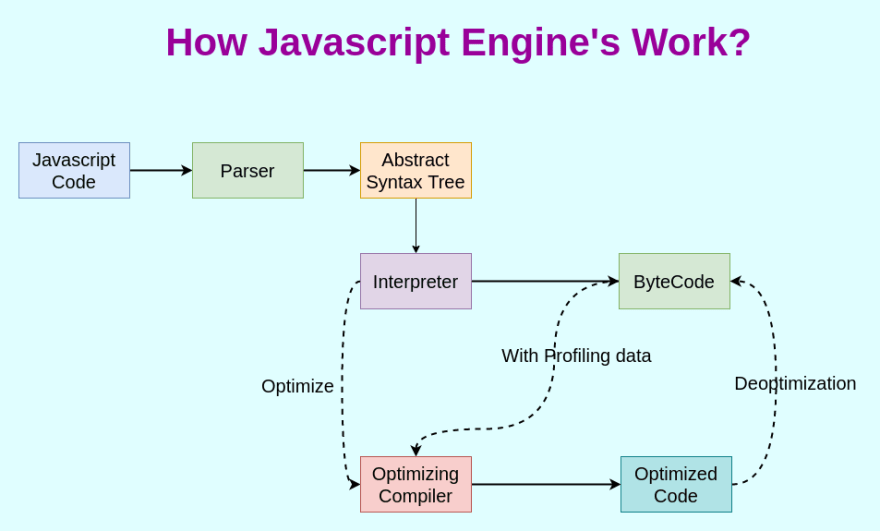 How Javascript Engine's Work?
Javascript
Code
Parser
Abstract
Syntax Tree
Interpreter
ByteCode
With Profiling data
Optimize
Deoptimization
Optimizing
Compiler
Optimized
Code